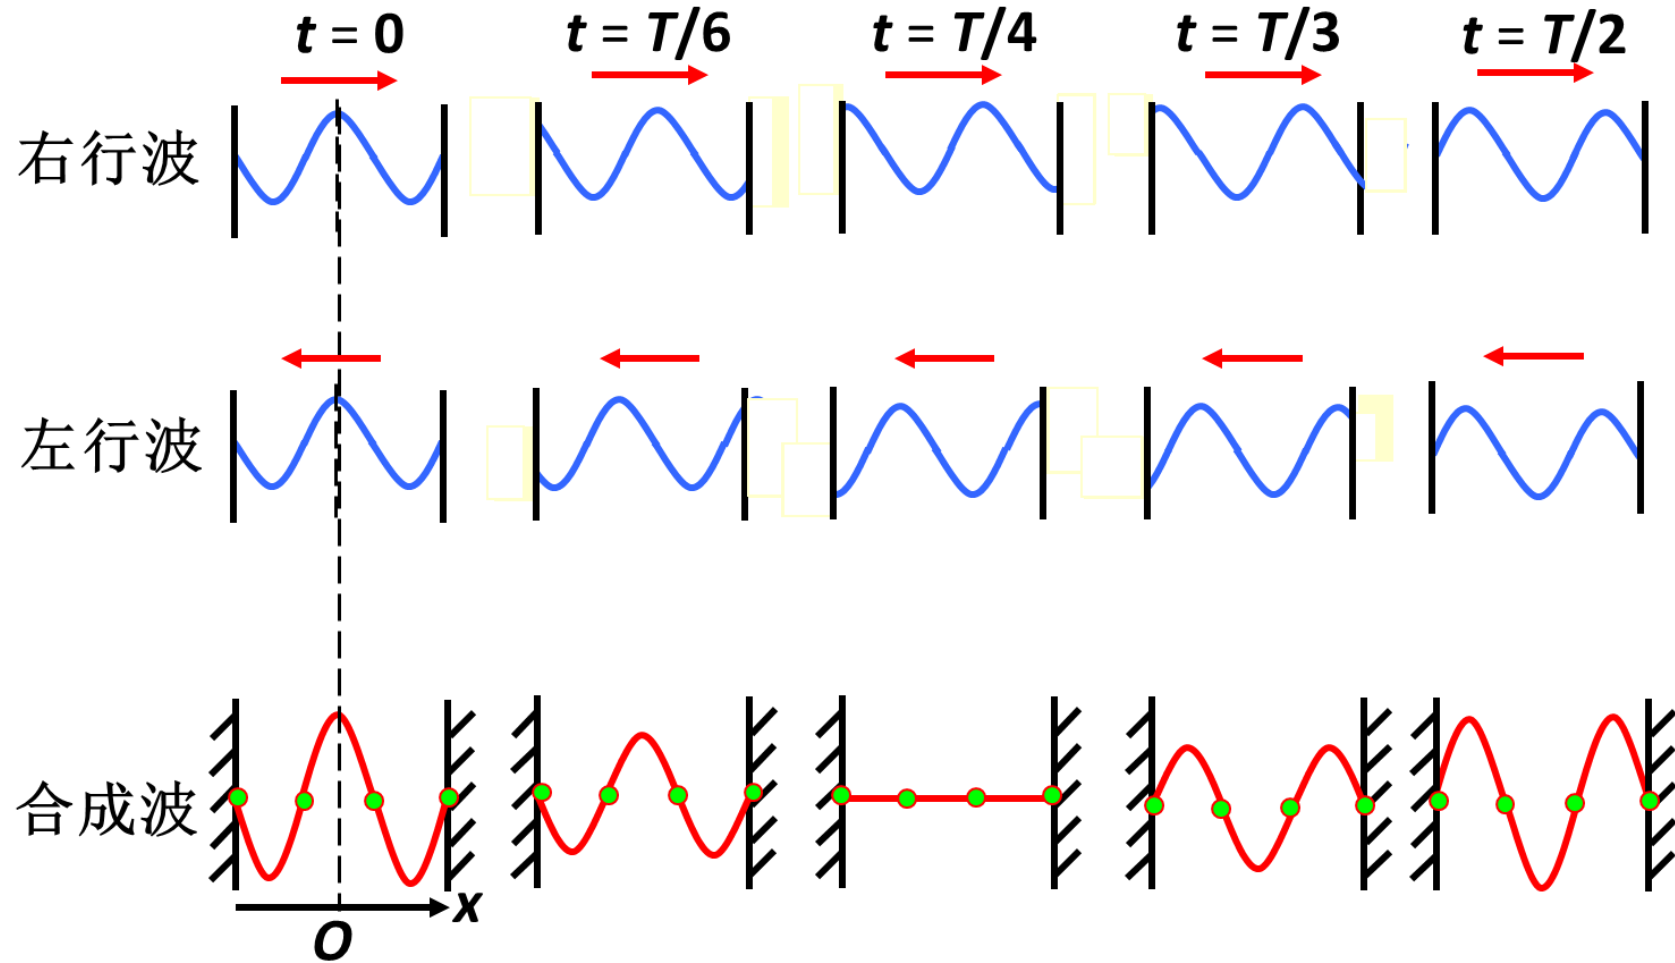 t = 0
t = T/6
t = T/4
t = T/3
t = T/2
右行波
左行波
合成波
x
O